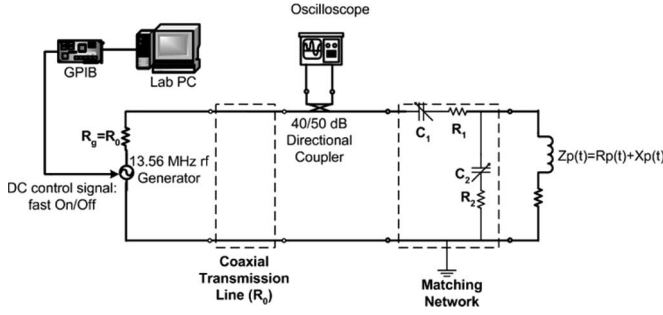 Oscilloscope
GPIB
Lab PC
Rg=R0
13.56 MHz rf
Generator
DC control signal:
fast On/Off
40/50 dB
Directional
Coupler
C1
R1
C2
R2
Zp(t)=Rp(t)+Xp(t)
Coaxial
Transmission
Line (R0)
Matching
Network